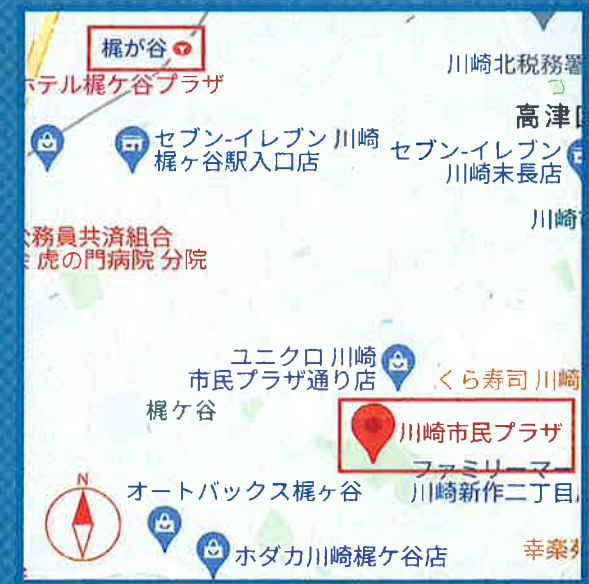 梶が谷
ホテル梶ケ谷プラザ
川崎北税務署
高津
セブン-イレブン 川崎
梶ヶ谷駅入口店
セブン-イレブン
川崎末長店
川崎
務員共済組合
虎の門病院 分院
ユニクロ 川崎
市民プラザ通り店
くら寿司 川崎
梶ケ谷
川崎市民プラザ
ファミリーマー
川崎新作二丁目
N
オートバックス梶ヶ谷
ホダカ川崎梶ケ谷店
幸楽